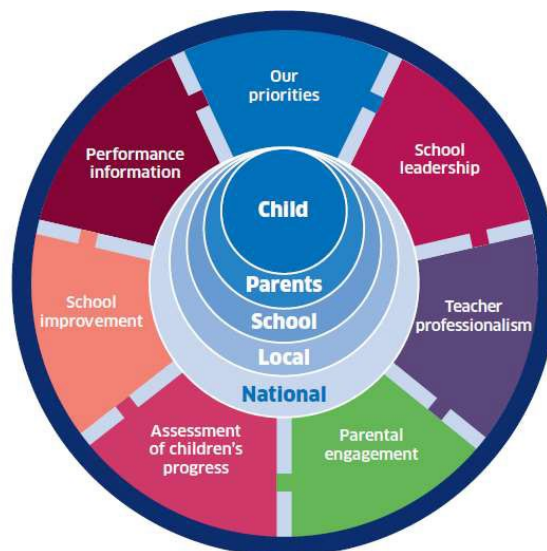 Our
priorities
School
leadership
Teacher
professionalism
Parental
engagement
Assessment
of children's
progress
School
improvement
Performance
information
Child
Parents
School
Local
National